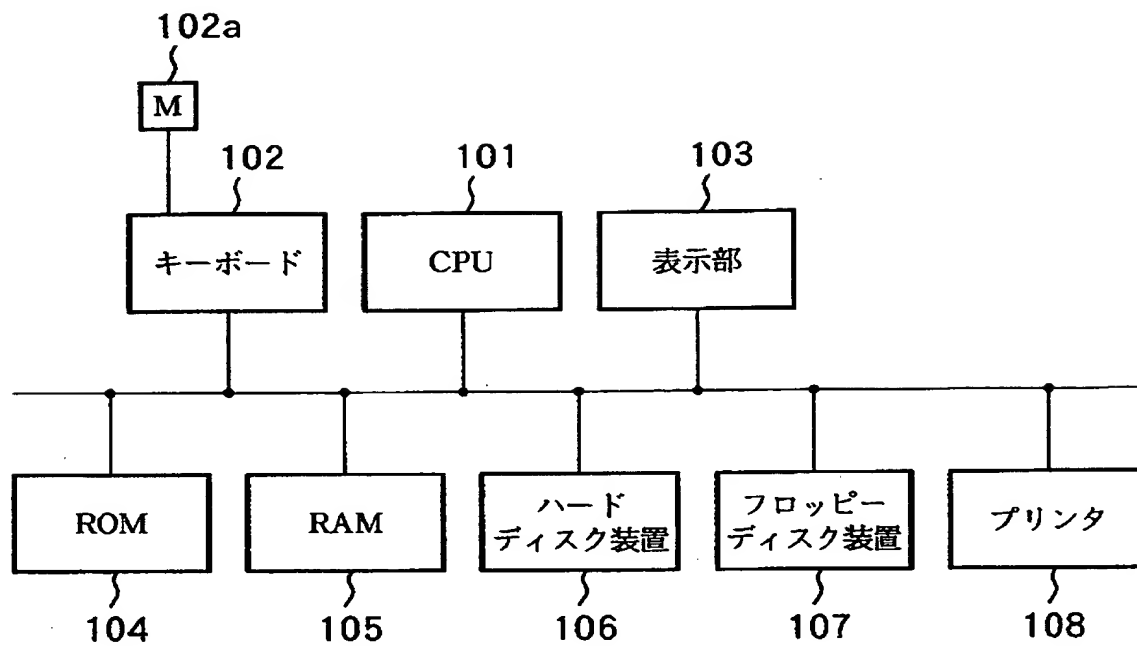 102a
M
102
101
103
キーボード
CPU
表示部
ROM
RAM
ハード
ディスク装置
フロッピー
ディスク装置
プリンタ
104
105
106
107
108